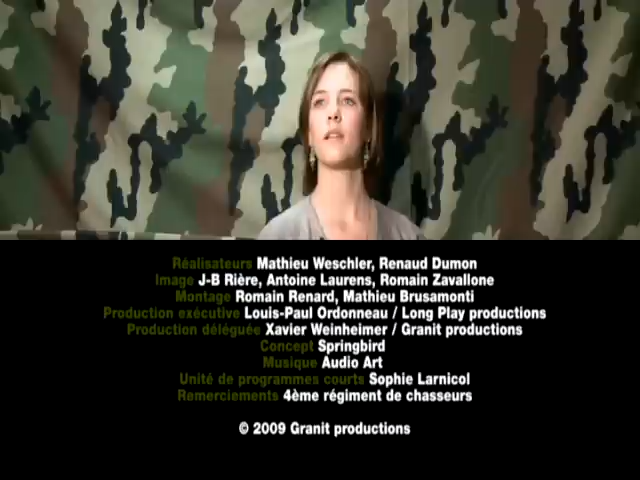 Réalisateurs Mathieu Weschler, Renaud Dumon
Image J-B Rière, Antoine Laurens, Romain Zavallone
Montage Romain Renard, Mathieu Brusamonti
Production exécutive Louis-Paul Ordonneau / Long Play productions
Production déléguée Xavier Weinheimer / Granit productions
Concept Springbird
Musique Audio Art
Unité de programmes courts Sophie Larnicol
Remerciements 4ème régiment de chasseurs
© 2009 Granit productions